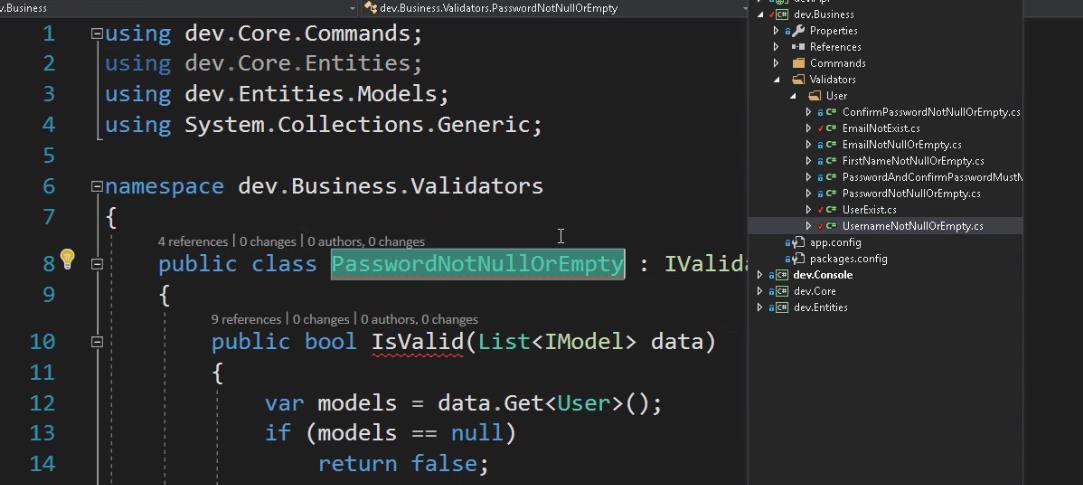 .Business
dev.Business.Validators.PasswordNotNullOrEmpty
1 using dev.Core.Commands;
2 using dev.Core.Entities;
3 using dev.Entities.Models;
4 using System.Collections.Generic;
5
6 namespace dev.Business.Validators
7 {
4 references | 0 changes | 0 authors, 0 changes
8 public class PasswordNotNullOrEmpty : IValida
9 {
9 references | 0 changes | 0 authors, 0 changes
10 public bool IsValid(List<IModel> data)
11 {
12 var models = data.Get<User>();
13 if (models == null)
14 return false;
C# dev.Business
Properties
References
Commands
Validators
User
C# ConfirmPasswordNotNullOrEmpty.cs
C# EmailNotExist.cs
C# EmailNotNullOrEmpty.cs
C# FirstNameNotNullOrEmpty.cs
C# PasswordAndConfirmPasswordMust
C# PasswordNotNullOrEmpty.cs
C# UserExist.cs
C# UsernameNotNullOrEmpty.cs
app.config
packages.config
C# dev.Console
C# dev.Core
C# dev.Entities